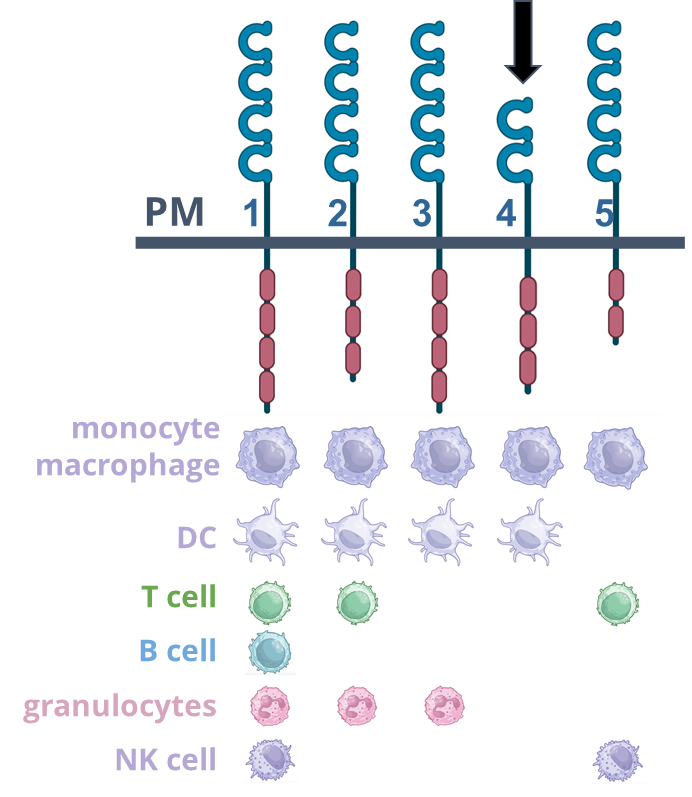 PM 1 2 3 4 5
monocyte
macrophage
DC
T cell
B cell
granulocytes
NK cell